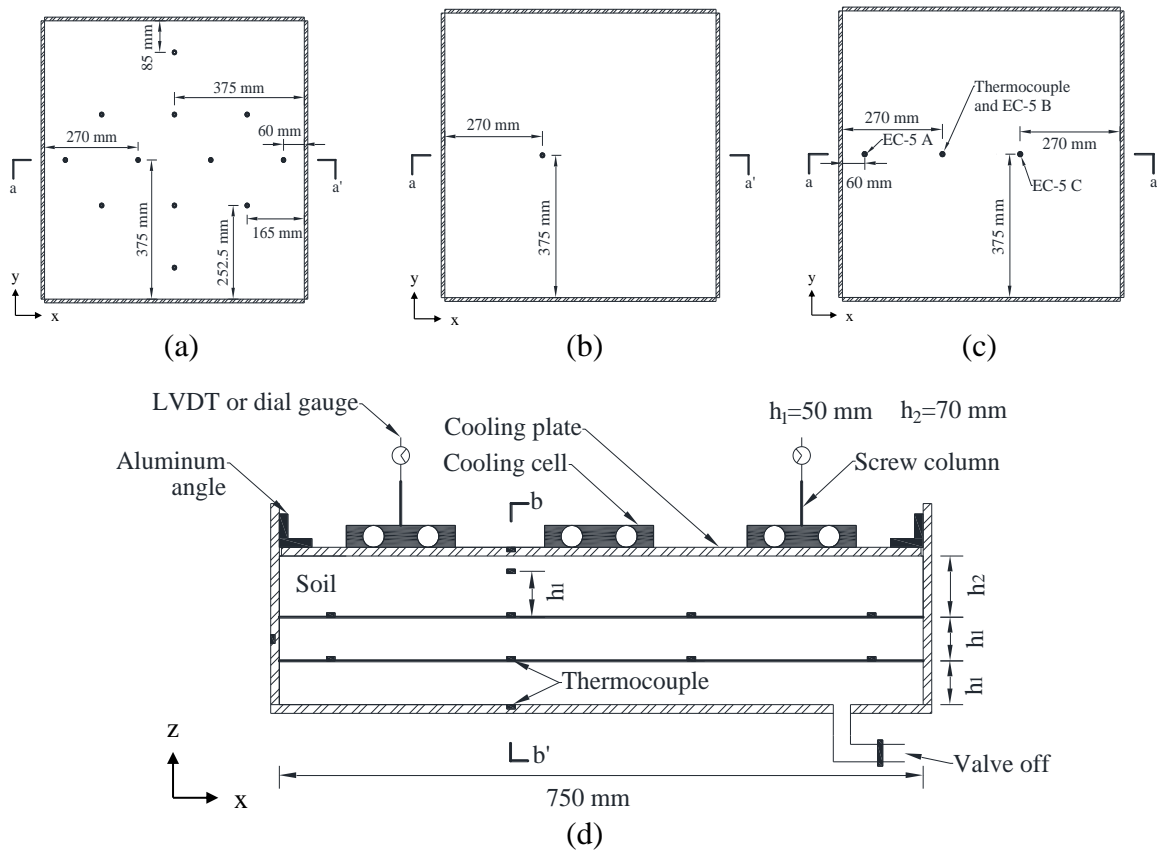 85 mm
375 mm
270 mm
60 mm
a
a'
375 mm
252.5 mm
165 mm
y
x
(a)
270 mm
a
a'
375 mm
y
x
(b)
Thermocouple
and EC-5 B
270 mm
EC-5 A
270 mm
a
a
60 mm
EC-5 C
375 mm
y
x
(c)
LVDT or dial gauge
h1=50 mm h2=70 mm
Cooling plate
Cooling cell
Screw column
Aluminum
angle
b
Soil
h1
h2
h1
h1
Thermocouple
b'
Valve off
z
x
750 mm
(d)